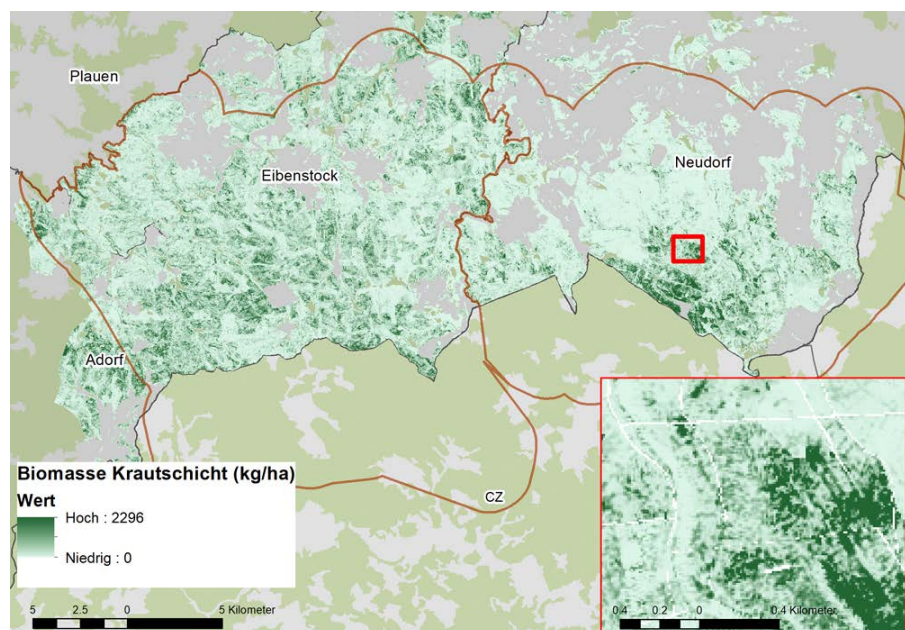 Plauen
Eibenstock
Neudorf
Adorf
CZ
Biomasse Krautschicht (kg/ha)
Wert
Hoch : 2296
Niedrig : 0
5 2.5 0 5 Kilometer
0.4 0.2 0 0.4 Kilometer